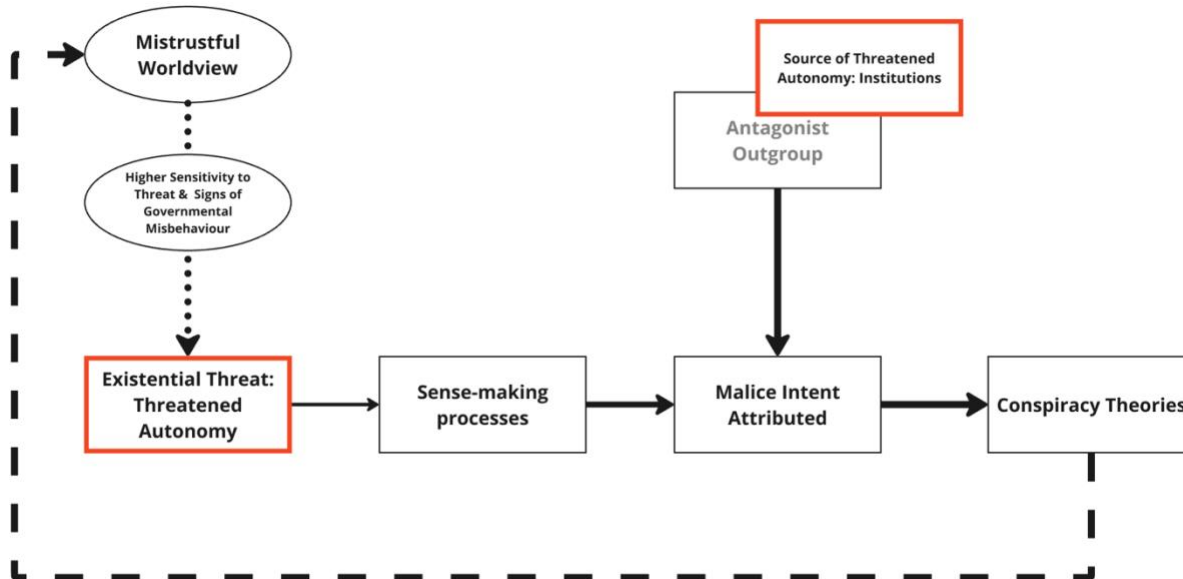 Mistrustful
Worldview
Source of Threatened
Autonomy: Institutions
Antagonist
Outgroup
Higher Sensitivity to
Threat & Signs of
Governmental
Misbehaviour
Existential Threat:
Threatened
Autonomy
Sense-making
processes
Malice Intent
Attributed
Conspiracy Theories